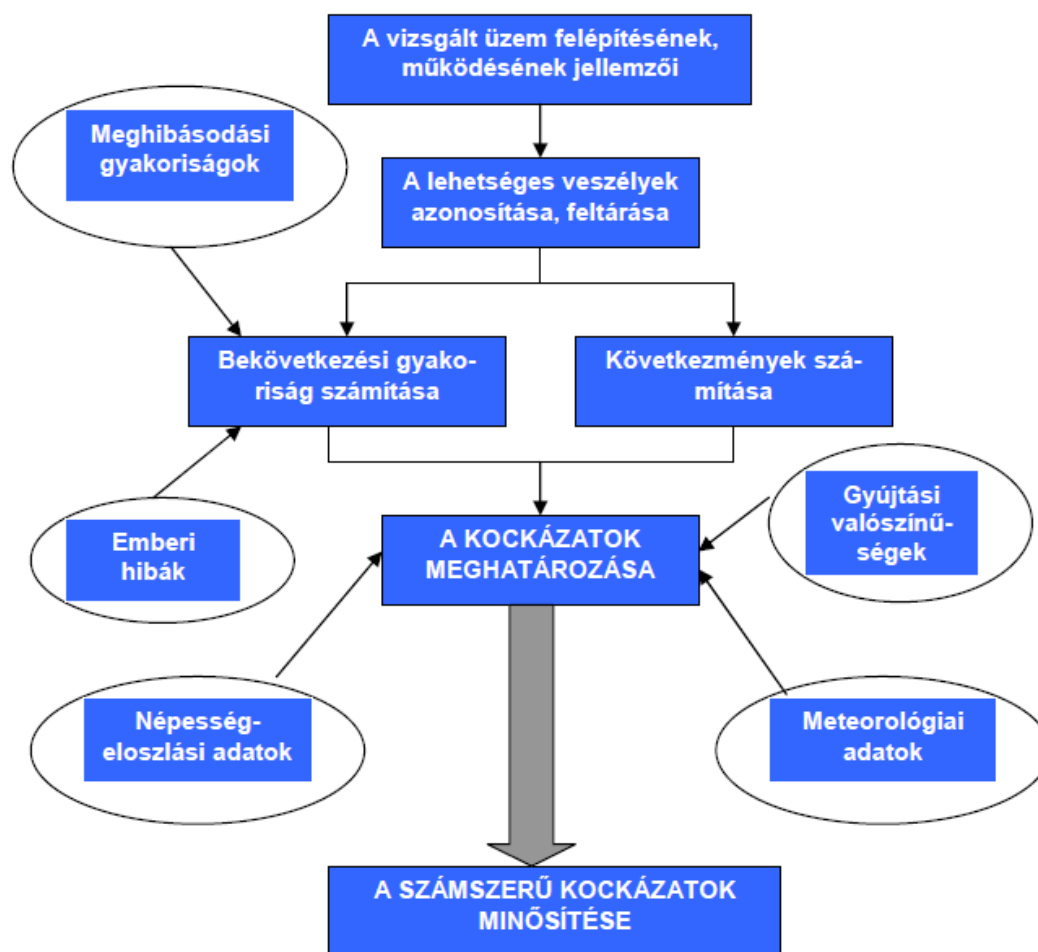 A vizsgált üzem felépítésének,
működésének jellemzői
Meghibásodási
gyakoriságok
A lehetséges veszélyek
azonosítása, feltárása
Bekövetkezési gyako-
riság számítása
Következmények szá-
mítása
Emberi
hibák
A KOCKÁZATOK
MEGHATÁROZÁSA
Gyújtási
valószínű-
ségek
Népesség-
eloszlási adatok
Meteorológiai
adatok
A SZÁMSZERŰ KOCKÁZATOK
MINŐSÍTÉSE